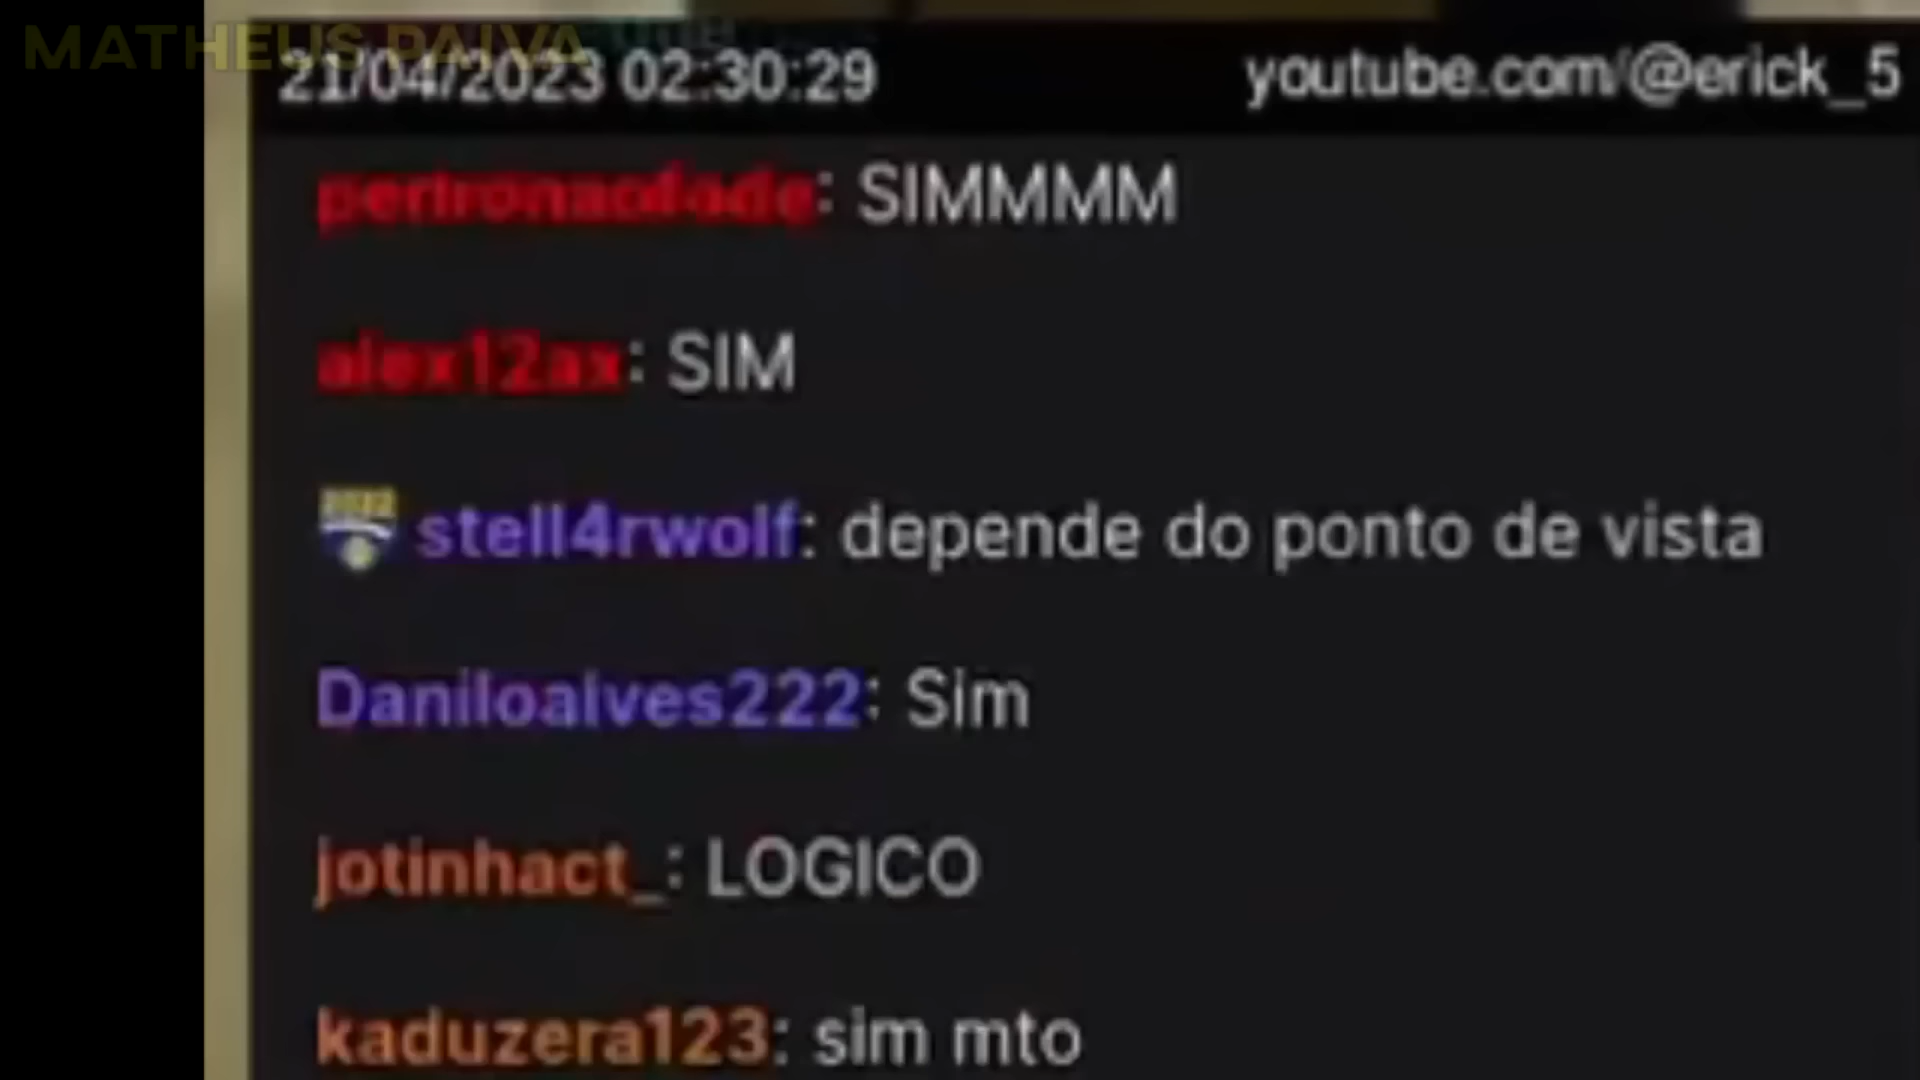 MATHEUS PAIVA
21/04/2023 02:30:29
youtube.com/@erick_5
: SIMMMM
alex12ax: SIM
stell4rwolf: depende do ponto de vista
Daniloalves222: Sim
jotinhact_: LOGICO
kaduzera123: sim mto